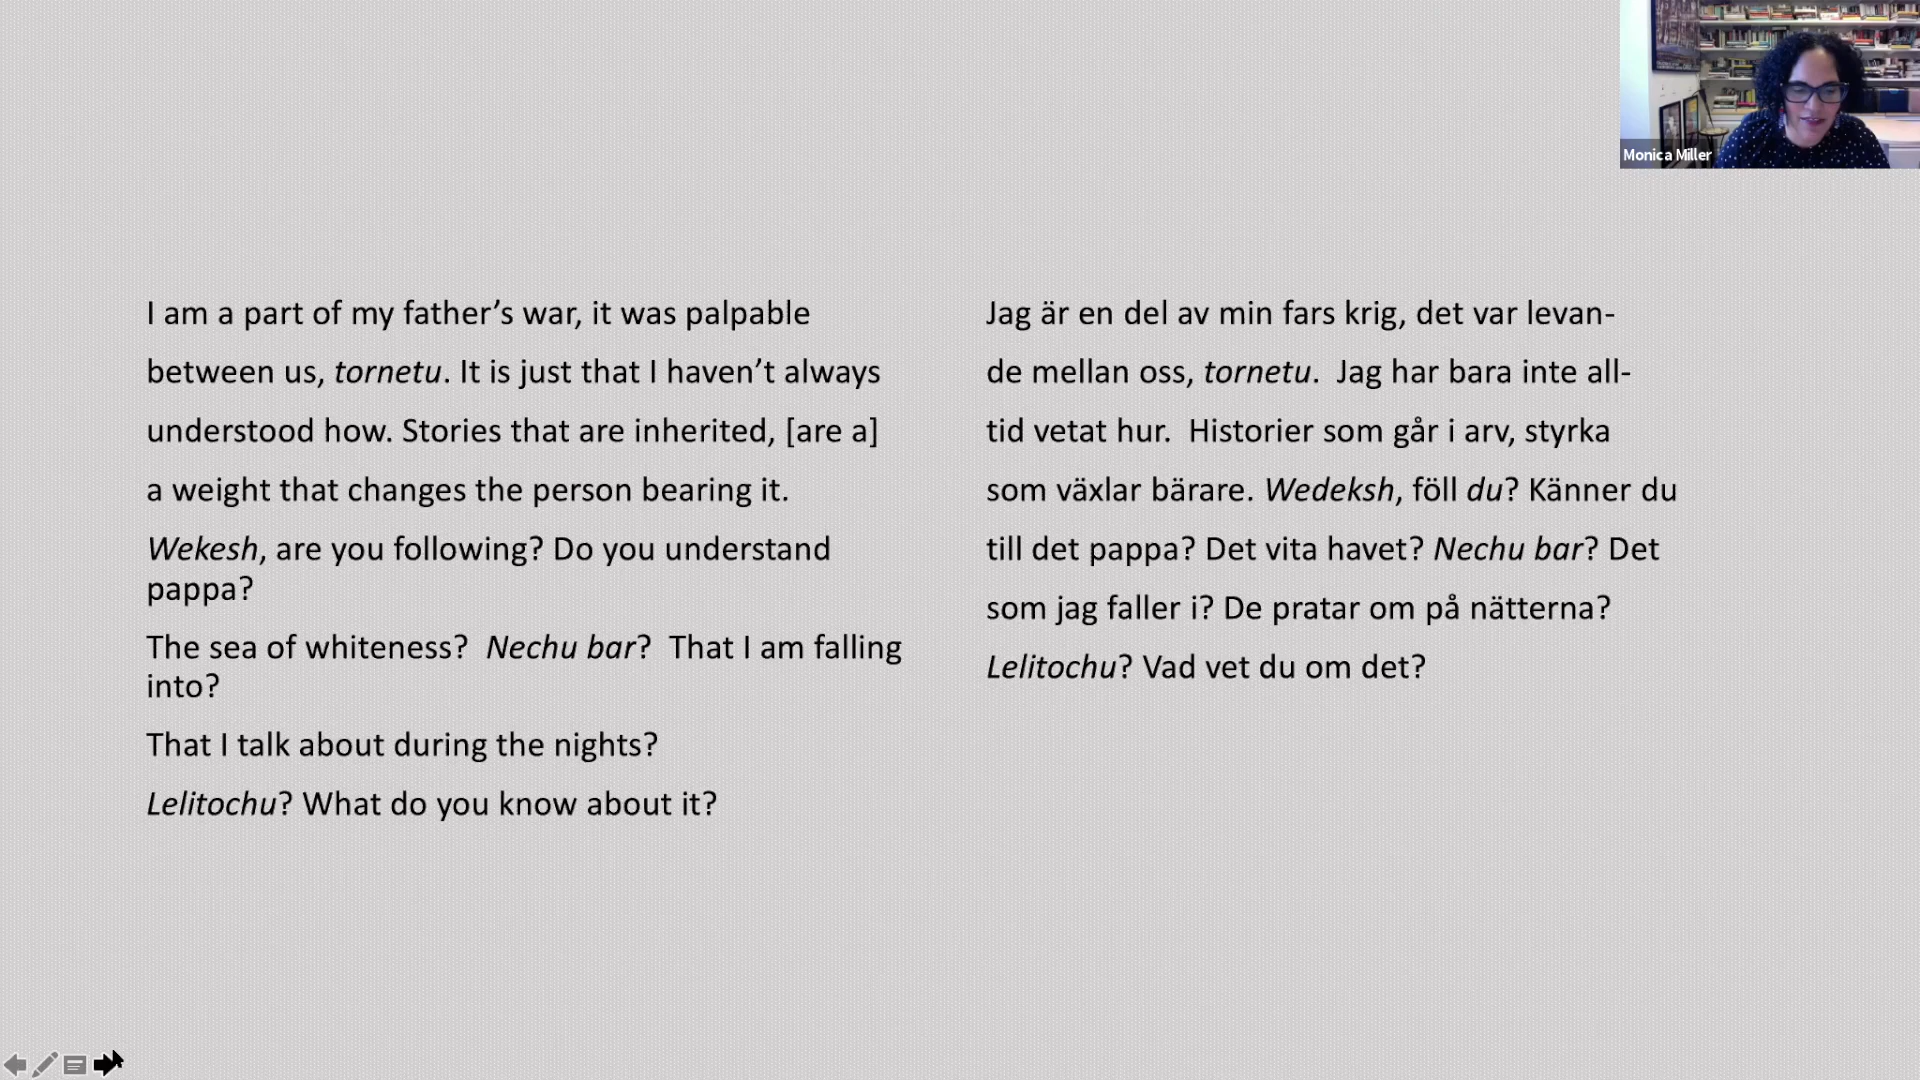 Monica Miller
I am a part of my father’s war, it was palpable
between us, tornetu. It is just that I haven’t always
understood how. Stories that are inherited, [are a]
a weight that changes the person bearing it.
Wekesh, are you following? Do you understand
pappa?
The sea of whiteness?  Nechu bar?  That I am falling
into?
That I talk about during the nights?
Lelitochu? What do you know about it?
Jag är en del av min fars krig, det var levan-
de mellan oss, tornetu.  Jag har bara inte all-
tid vetat hur.  Historier som går i arv, styrka
som växlar bärare. Wedeksh, föll du? Känner du
till det pappa? Det vita havet? Nechu bar? Det
som jag faller i? De pratar om på nätterna?
Lelitochu? Vad vet du om det?